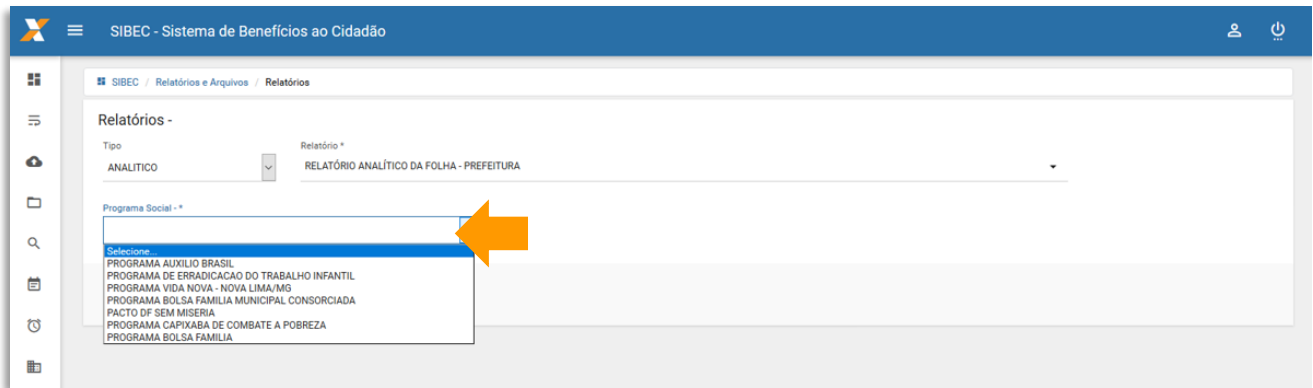 SIBEC - Sistema de Benefícios ao Cidadão
SIBEC / Relatórios e Arquivos / Relatórios
Relatórios -
Tipo
Relatório *
ANALITICO
RELATÓRIO ANALÍTICO DA FOLHA - PREFEITURA
Programa Social - *
Selecione...
PROGRAMA AUXILIO BRASIL
PROGRAMA DE ERRADICACAO DO TRABALHO INFANTIL
PROGRAMA VIDA NOVA - NOVA LIMA/MG
PROGRAMA BOLSA FAMILIA MUNICIPAL CONSORCIADA
PACTO DF SEM MISERIA
PROGRAMA CAPIXABA DE COMBATE A POBREZA
PROGRAMA BOLSA FAMILIA